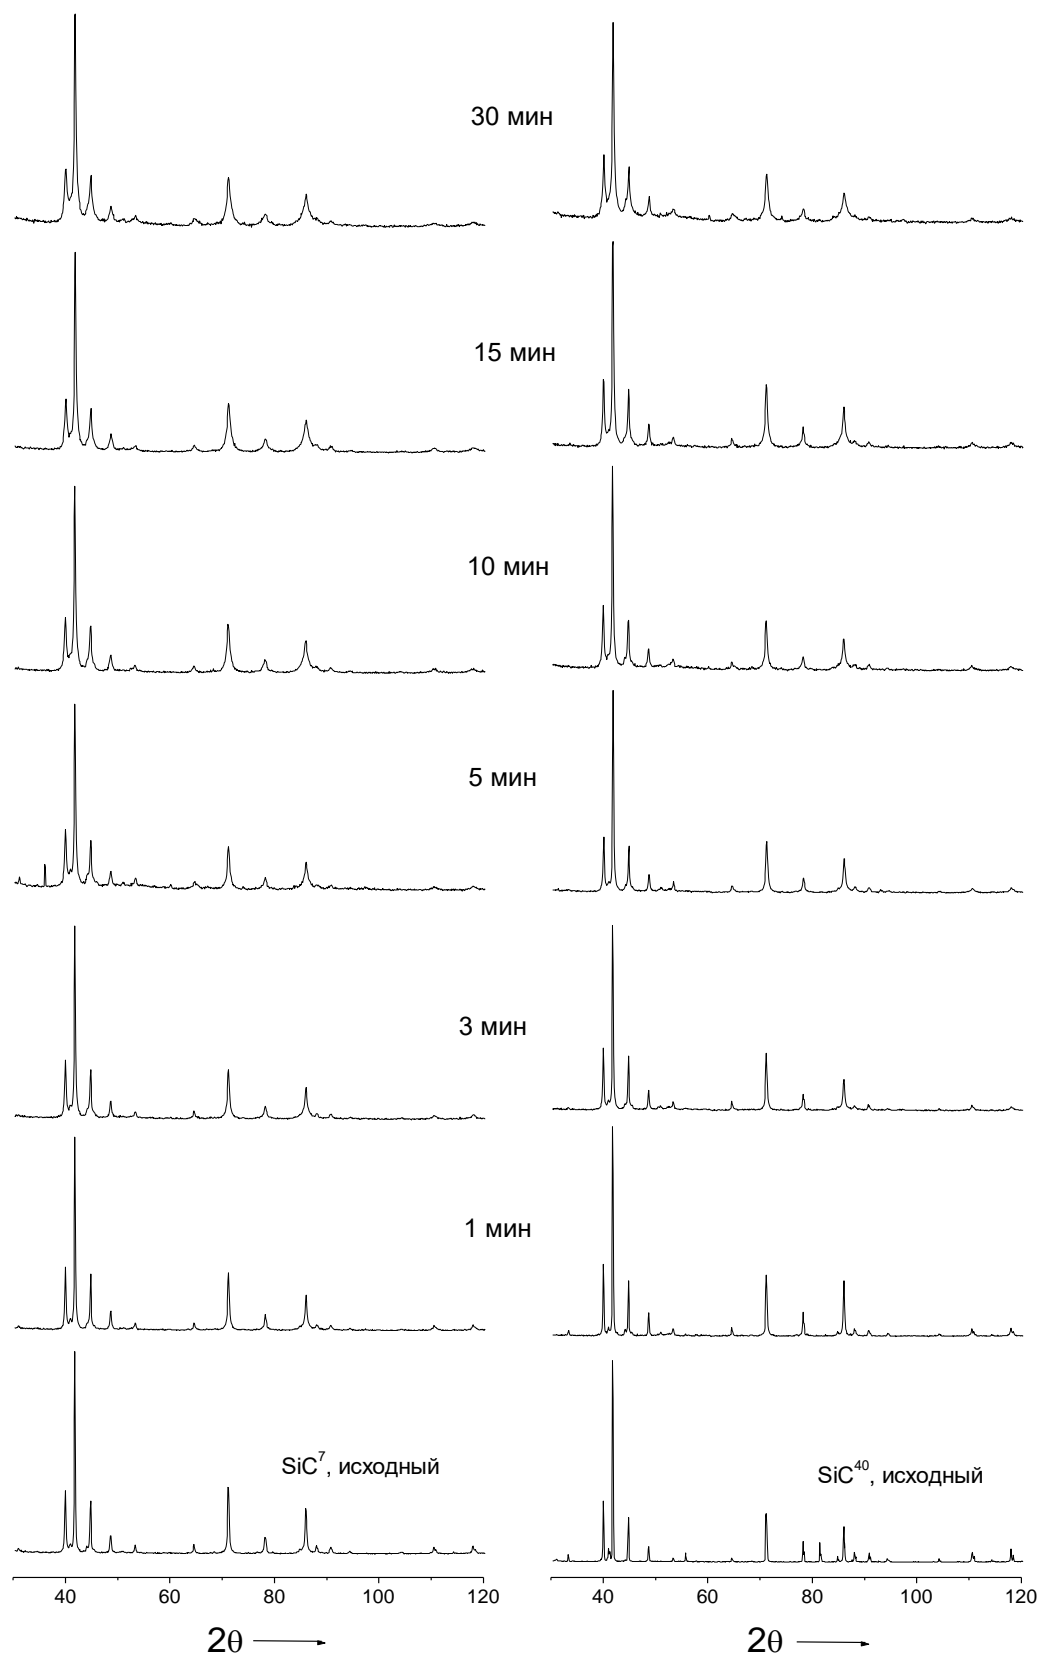 30 мин
15 мин
10 мин
5 мин
3 мин
1 мин
SiC7, исходный
SiC40, исходный
40 60 80 100 120
40 60 80 100 120
2θ
2θ